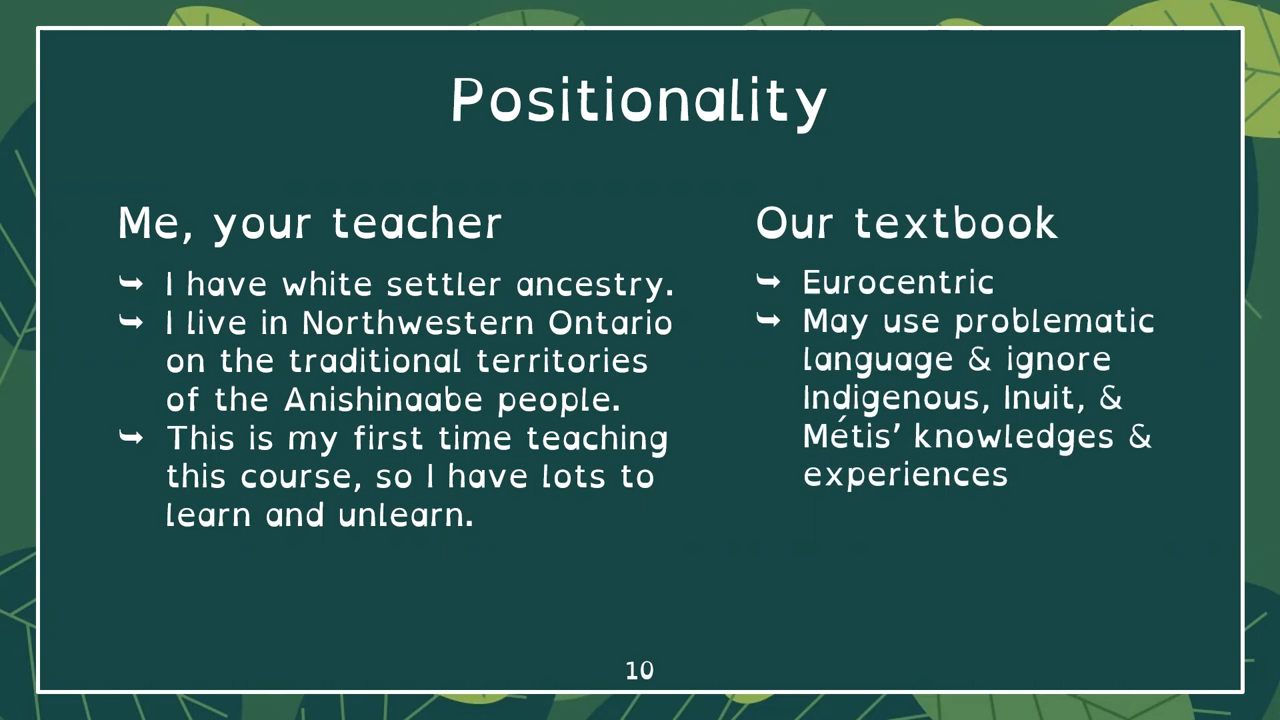 Positionality
Me, your teacher
⮩ I have white settler ancestry.
⮩ I live in Northwestern Ontario
on the traditional territories
of the Anishinaabe people.
⮩ This is my first time teaching
this course, so I have lots to
learn and unlearn.
Our textbook
⮩ Eurocentric
⮩ May use problematic
language & ignore
Indigenous, Inuit, &
Métis’ knowledges &
experiences
10